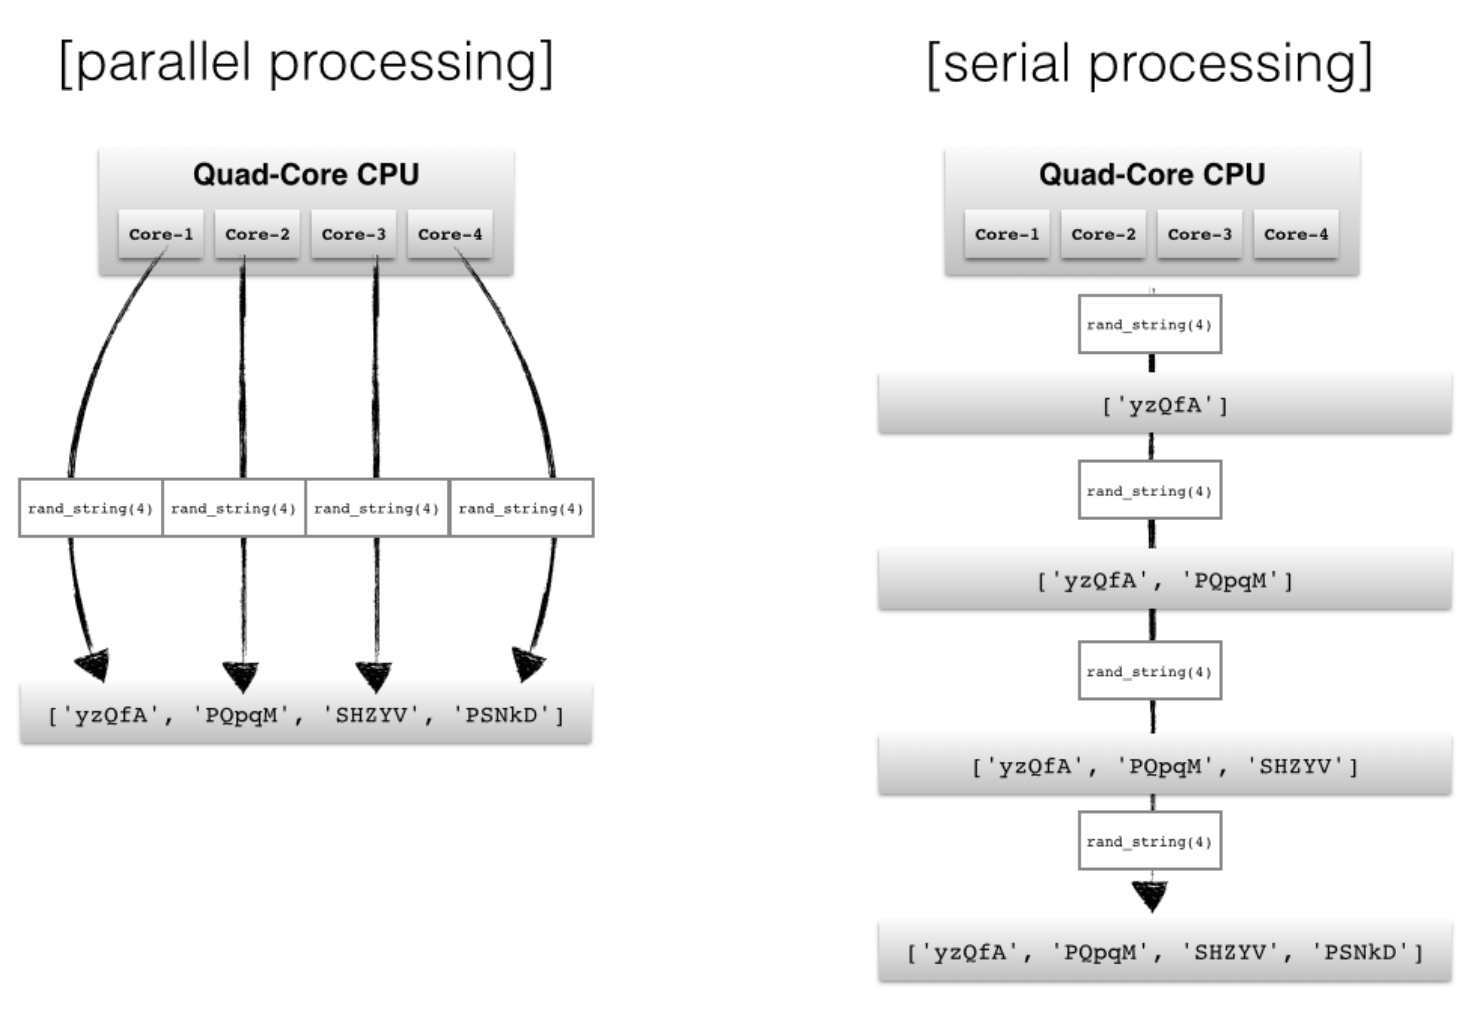 [parallel processing]
Quad-Core CPU
Core-1 Core-2 Core-3 Core-4
rand_string(4) rand_string(4) rand_string(4) rand_string(4)
['yzQfA', 'PQpqM', 'SHZYV', 'PSNkD']
[serial processing]
Quad-Core CPU
Core-1 Core-2 Core-3 Core-4
rand_string(4)
['yzQfA']
rand_string(4)
['yzQfA', 'PQpqM']
rand_string(4)
['yzQfA', 'PQpqM', 'SHZYV']
rand_string(4)
['yzQfA', 'PQpqM', 'SHZYV', 'PSNkD']